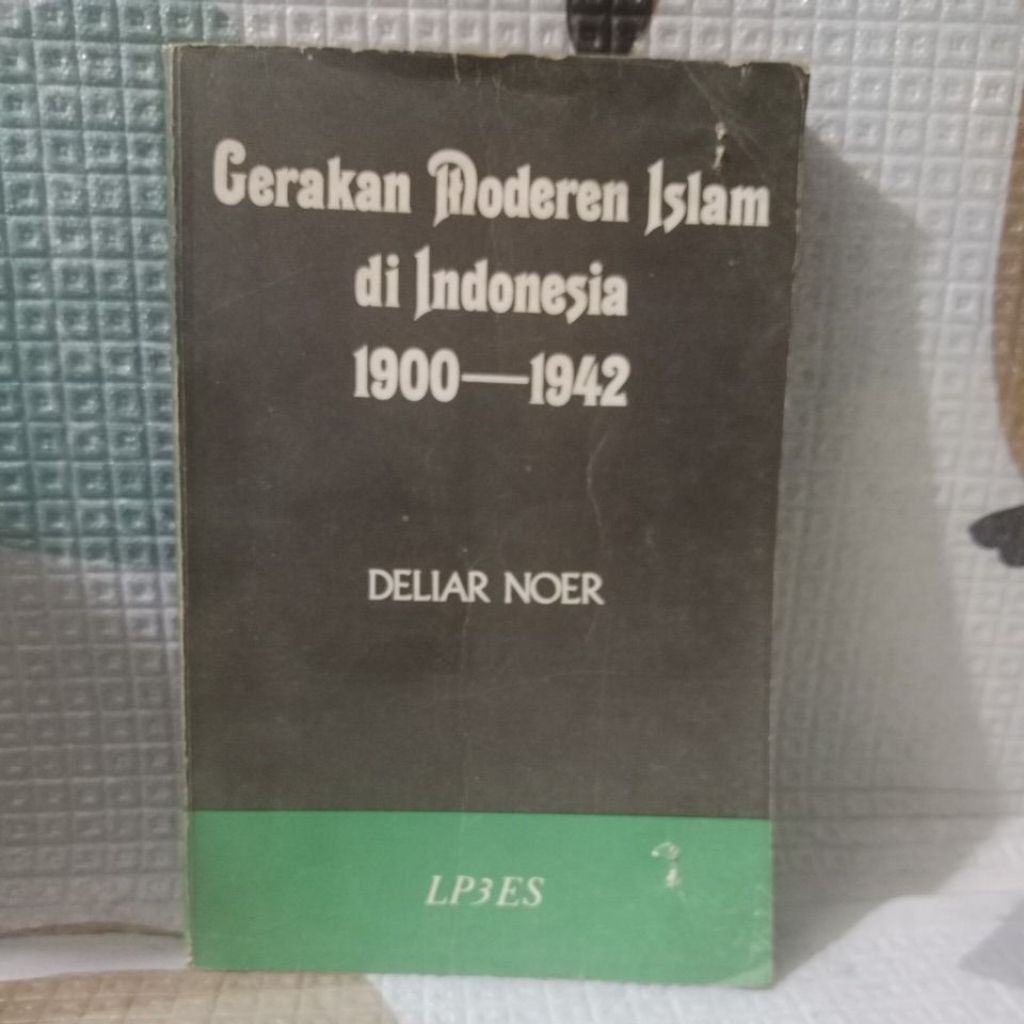 Gerakan Moderen Islam
di Indonesia
1900—1942
DELIAR NOER
LP3ES